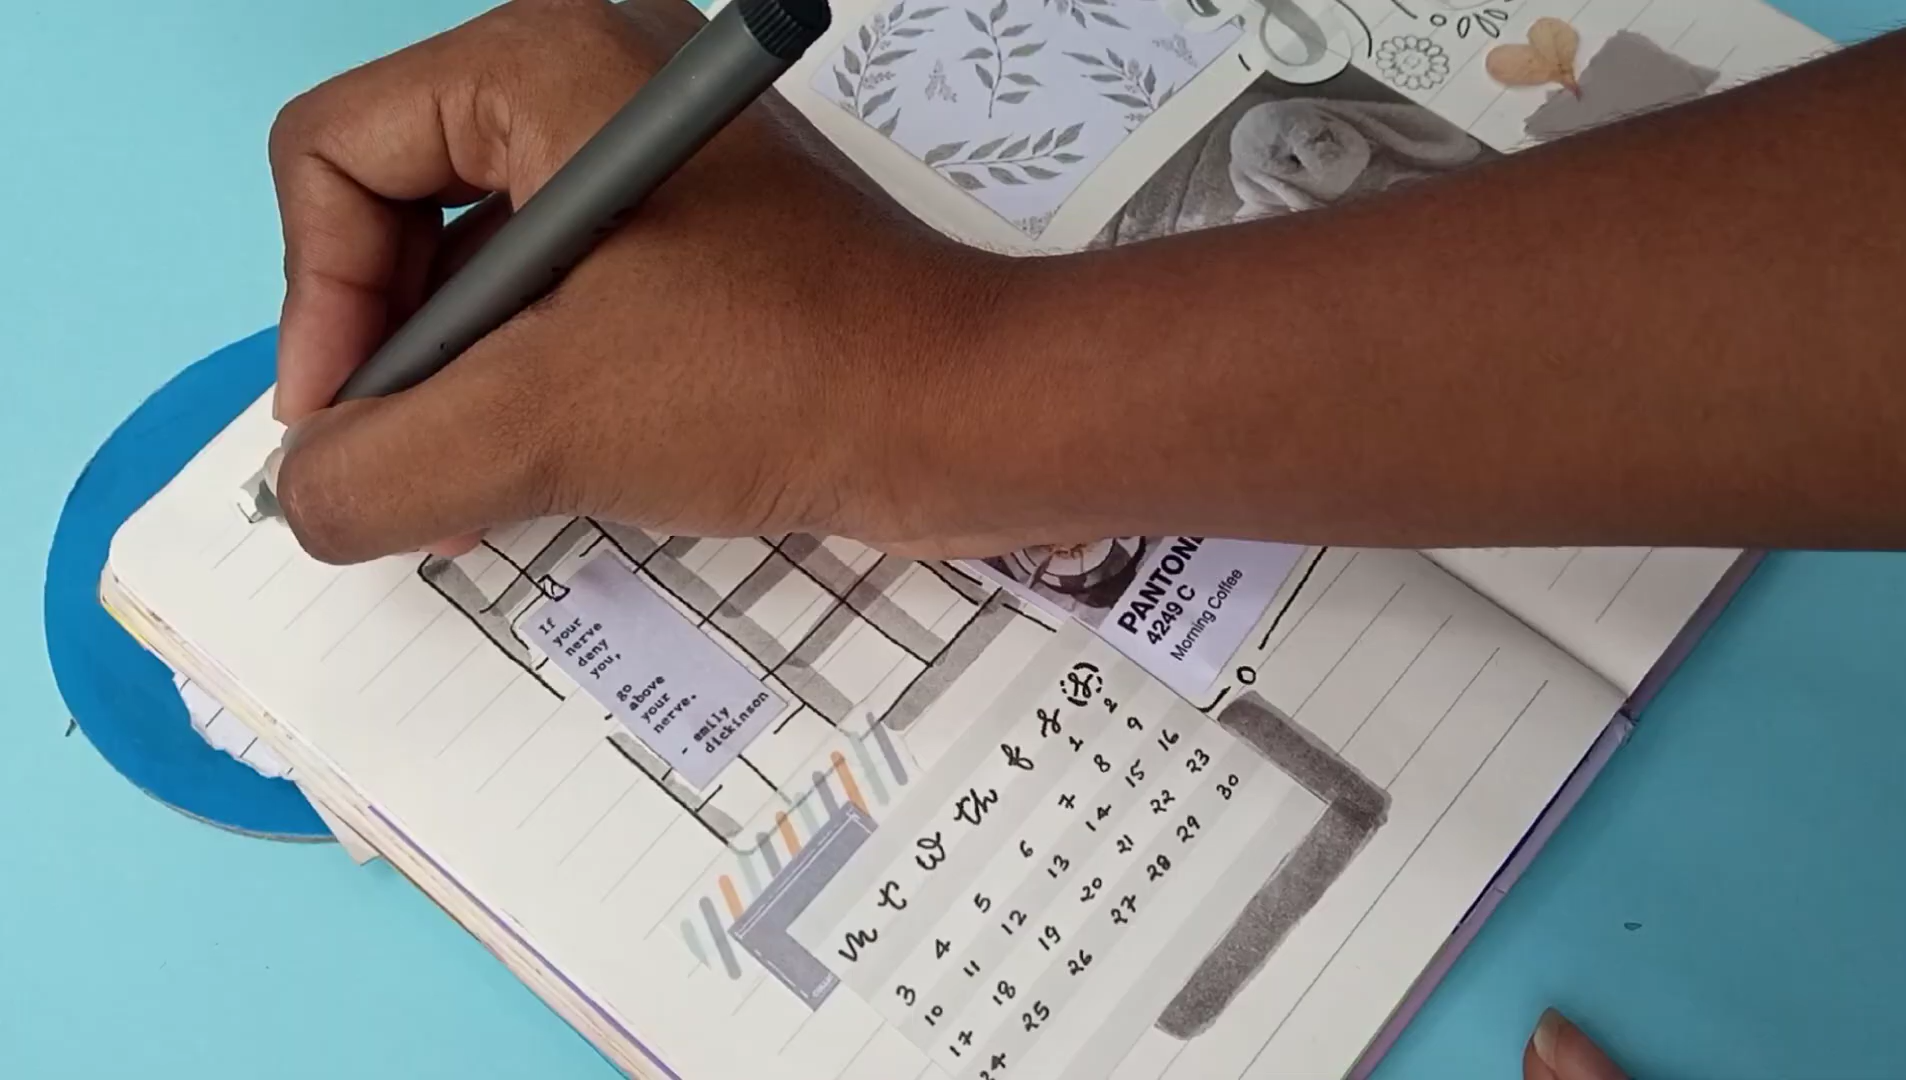 If
your
nerve
deny
you,
go
above
your
nerve.
- emily
dickinson
PANTONE
4249 C
Morning Coffee
m t w th f s (s)
1 2
3 4 5 6 7 8 9
10 11 12 13 14 15 16
17 18 19 20 21 22 23
24 25 26 27 28 29 30